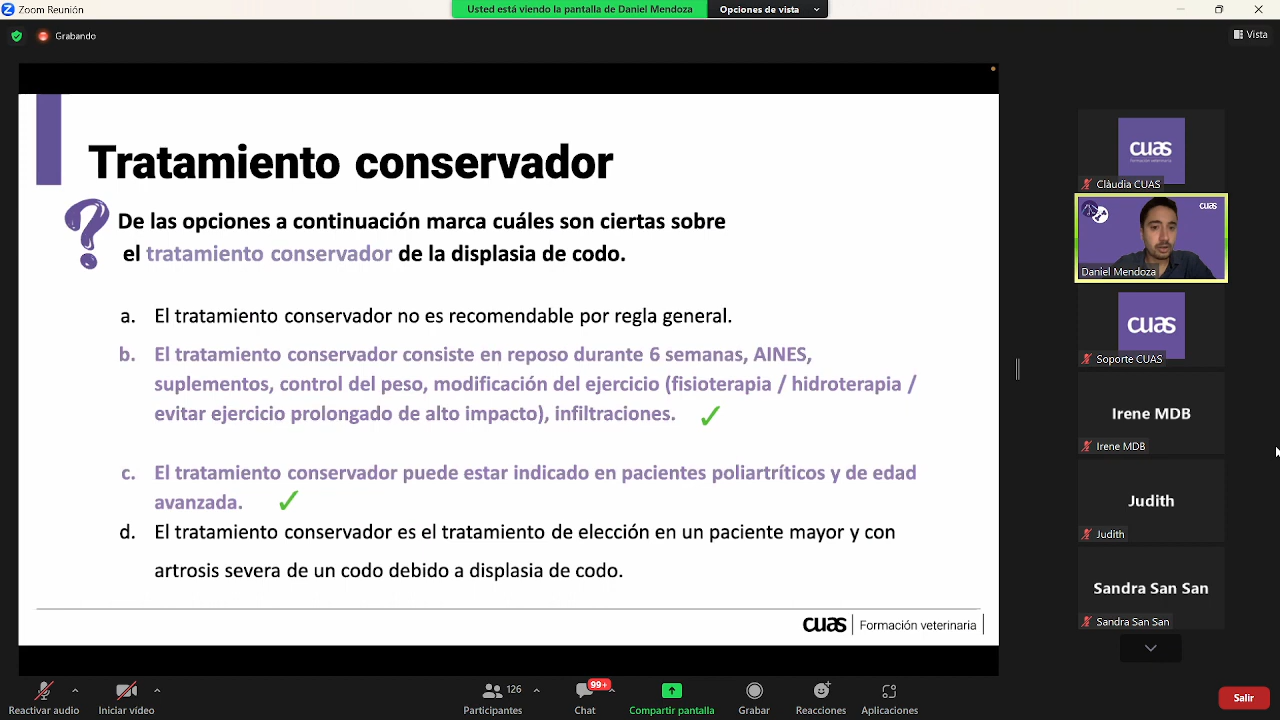 Zoom Reunión
Usted está viendo la pantalla de Daniel Mendoza
Opciones de vista
Grabando
Vista
Tratamiento conservador
De las opciones a continuación marca cuáles son ciertas sobre
el tratamiento conservador de la displasia de codo.
a. El tratamiento conservador no es recomendable por regla general.
b. El tratamiento conservador consiste en reposo durante 6 semanas, AINES,
suplementos, control del peso, modificación del ejercicio (fisioterapia / hidroterapia /
evitar ejercicio prolongado de alto impacto), infiltraciones.
c. El tratamiento conservador puede estar indicado en pacientes poliartríticos y de edad
avanzada.
d. El tratamiento conservador es el tratamiento de elección en un paciente mayor y con
artrosis severa de un codo debido a displasia de codo.
cuas | Formación veterinaria |
cuas
Formación veterinaria
Clàudia CUAS
cuas
Daniel Mendoza
cuas
Soporte CUAS
Irene MDB
Irene MDB
Judith
Judith
Sandra San San
Sandra San San
Reactivar audio
Iniciar vídeo
126
Participantes
99+
Chat
Compartir pantalla
Grabar
Reacciones
Aplicaciones
Salir